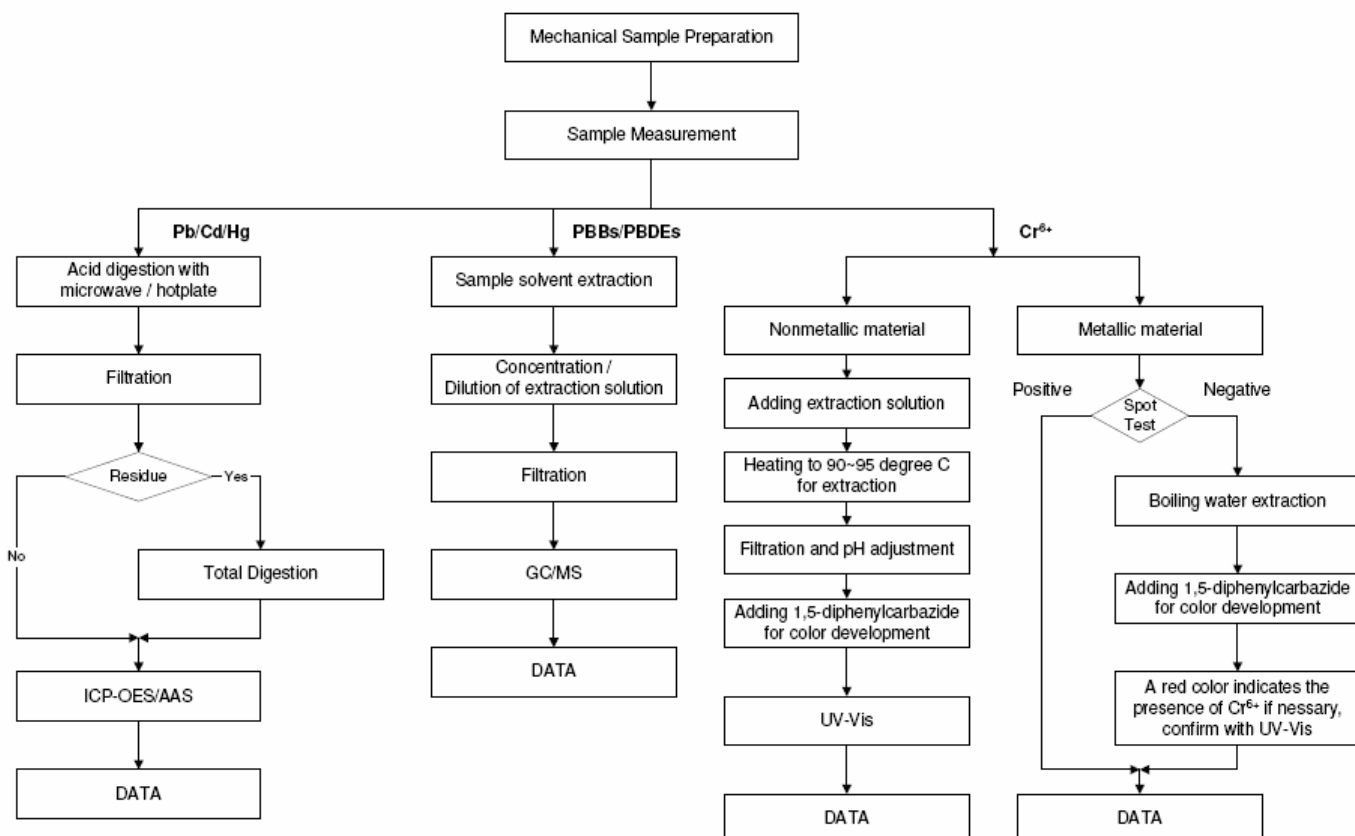 Mechanical Sample Preparation
Sample Measurement
Pb/Cd/Hg
Acid digestion with
microwave / hotplate
Filtration
Residue
Yes
No
Total Digestion
ICP-OES/AAS
DATA
PBBs/PBDEs
Sample solvent extraction
Concentration /
Dilution of extraction solution
Filtration
GC/MS
DATA
Cr⁶⁺
Nonmetallic material
Adding extraction solution
Heating to 90~95 degree C
for extraction
Filtration and pH adjustment
Adding 1,5-diphenylcarbazide
for color development
UV-Vis
DATA
Metallic material
Positive
Negative
Spot
Test
Boiling water extraction
Adding 1,5-diphenylcarbazide
for color development
A red color indicates the
presence of Cr⁶⁺ if nessary,
confirm with UV-Vis
DATA